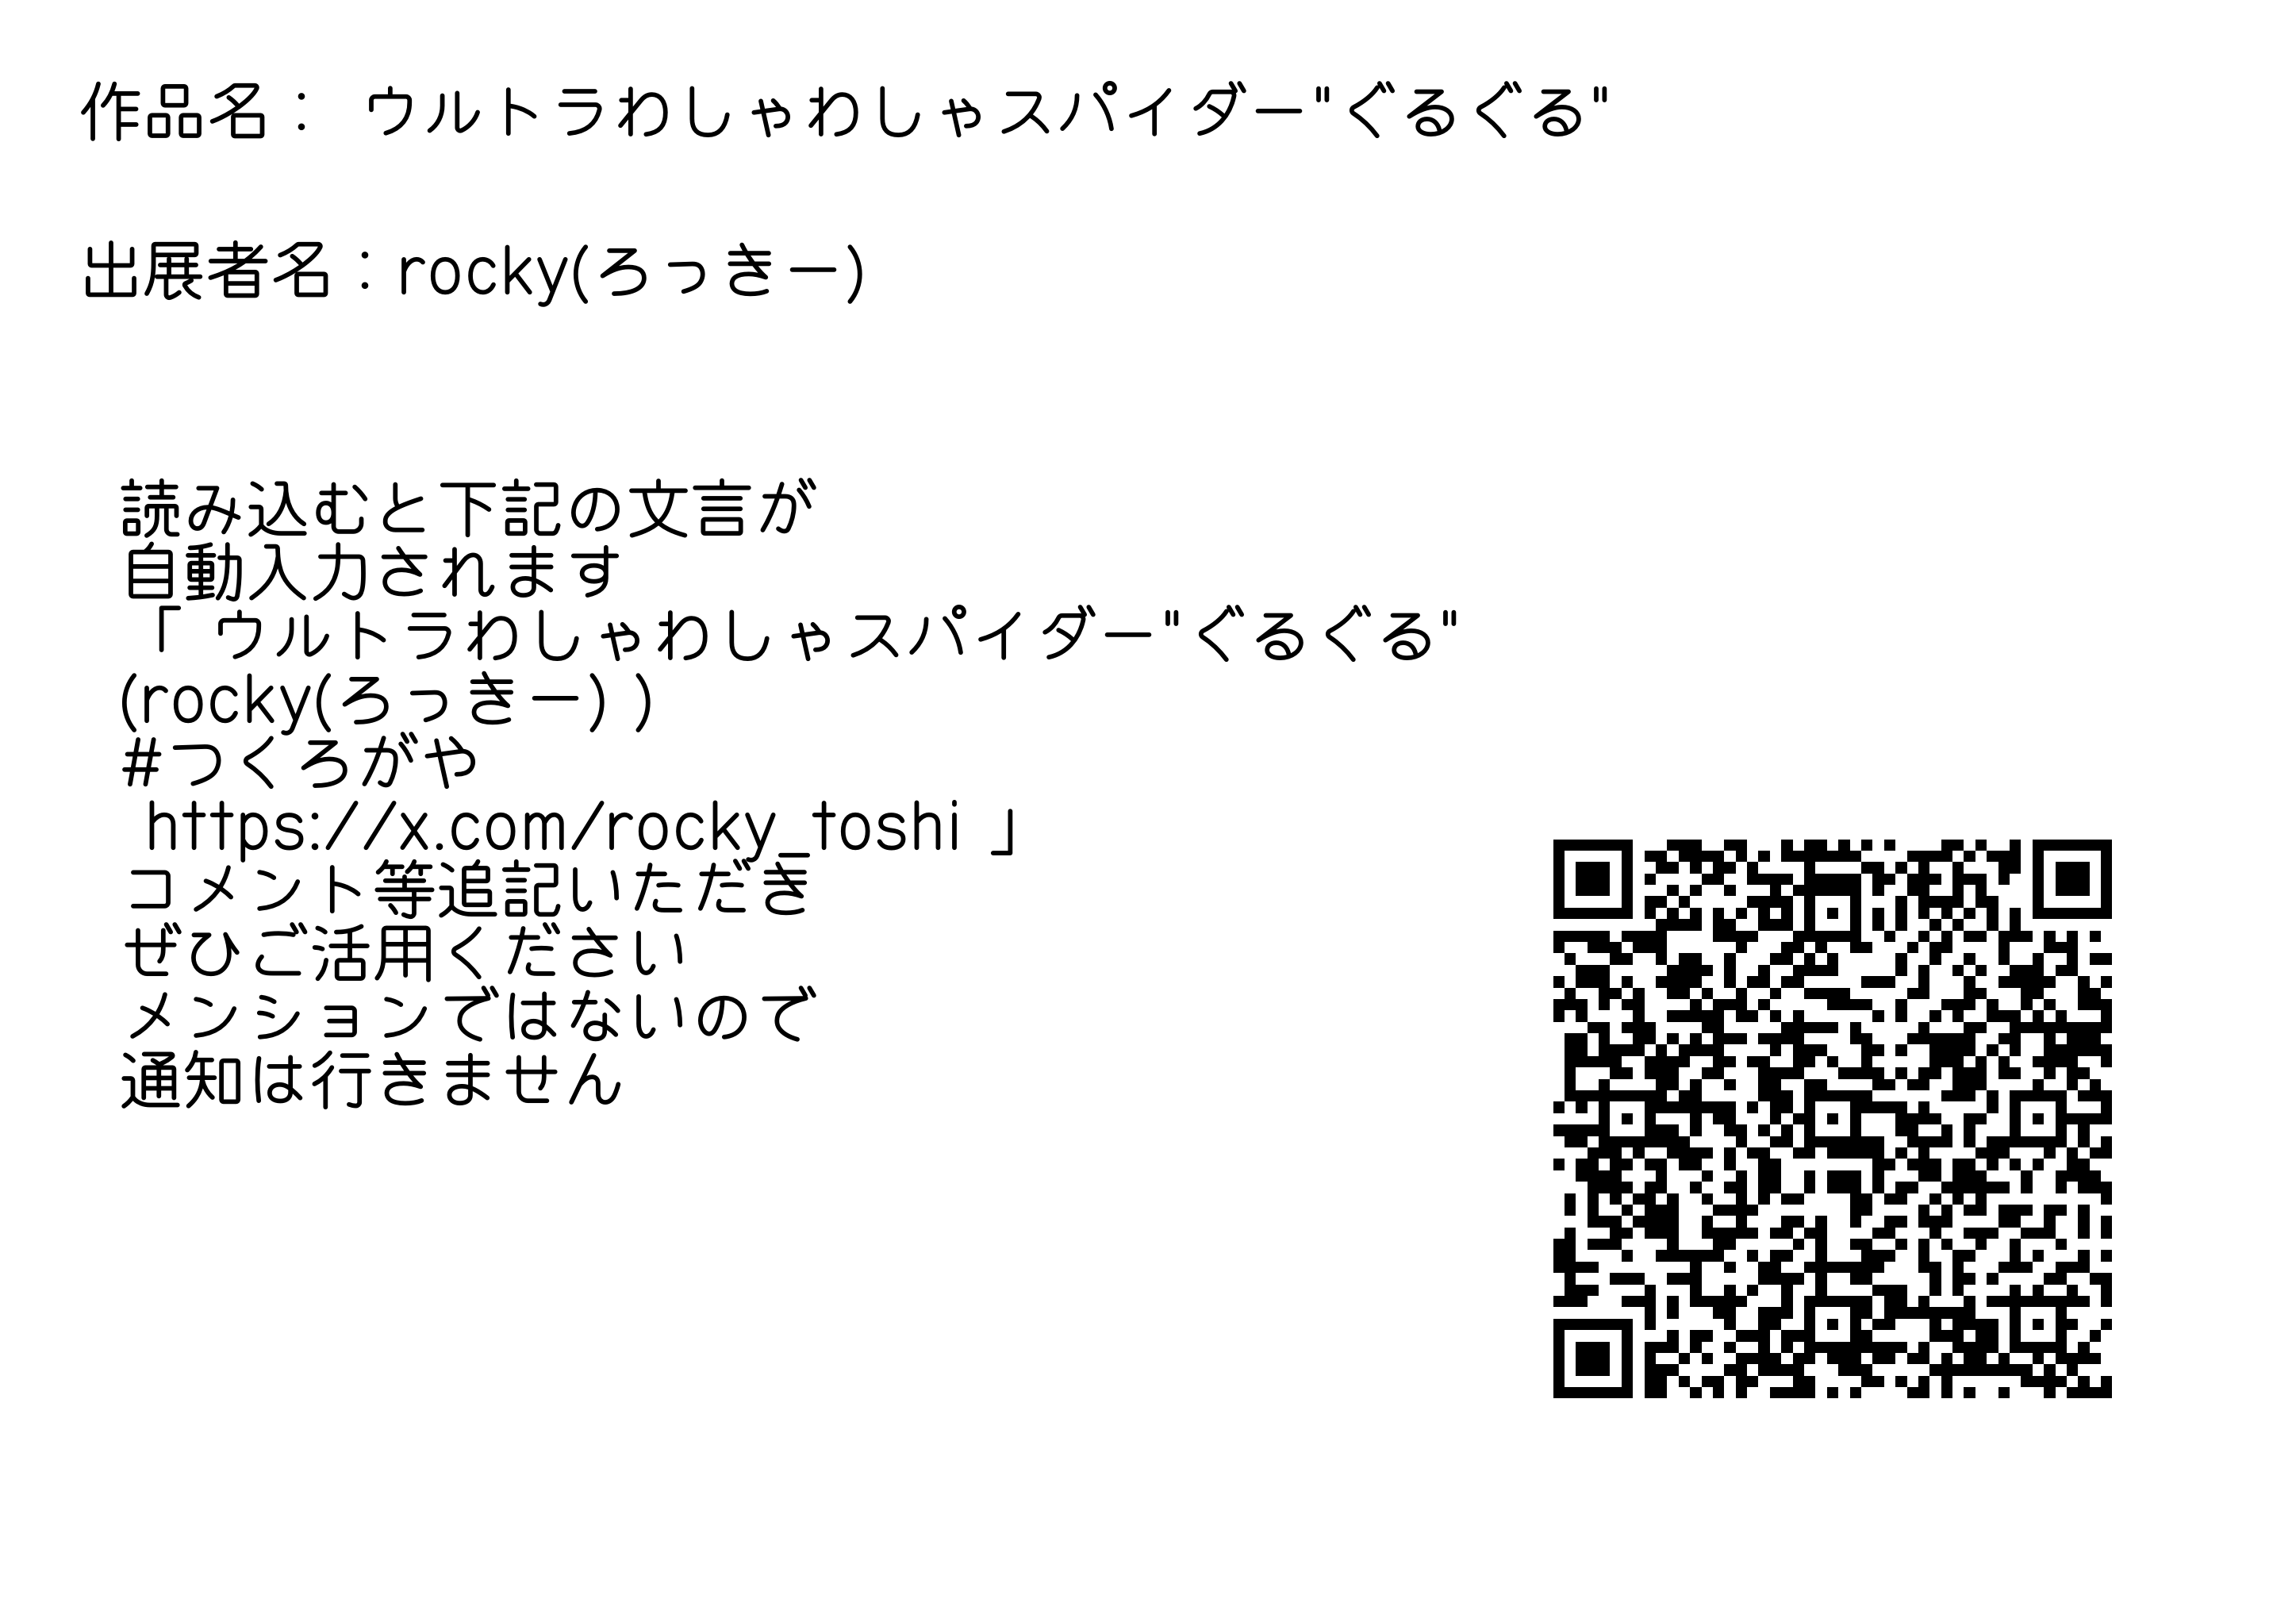 作品名： ウルトラわしゃわしゃスパイダー"ぐるぐる"
出展者名：rocky(ろっきー)
読み込むと下記の文言が
自動入力されます
「 ウルトラわしゃわしゃスパイダー"ぐるぐる"
(rocky(ろっきー) )
#つくろがや
https://x.com/rocky_toshi 」
コメント等追記いただき
ぜひご活用ください
メンションではないので
通知は行きません